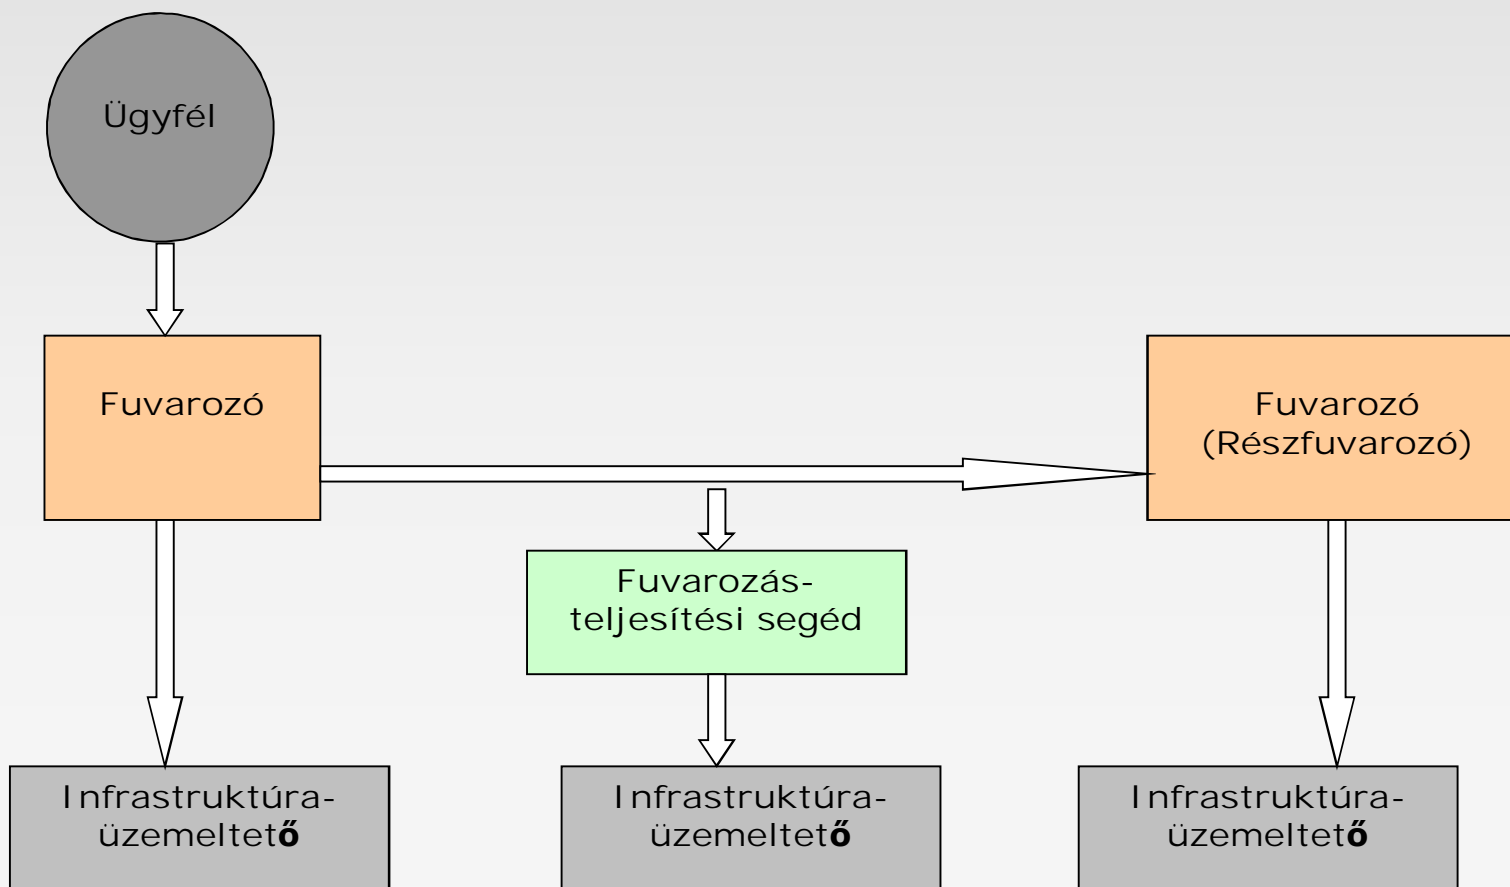 Ügyfél
Fuvarozó
Fuvarozó
(Részfuvarozó)
Fuvarozás-
teljesítési segéd
Infrastruktúra-
üzemeltető
Infrastruktúra-
üzemeltető
Infrastruktúra-
üzemeltető